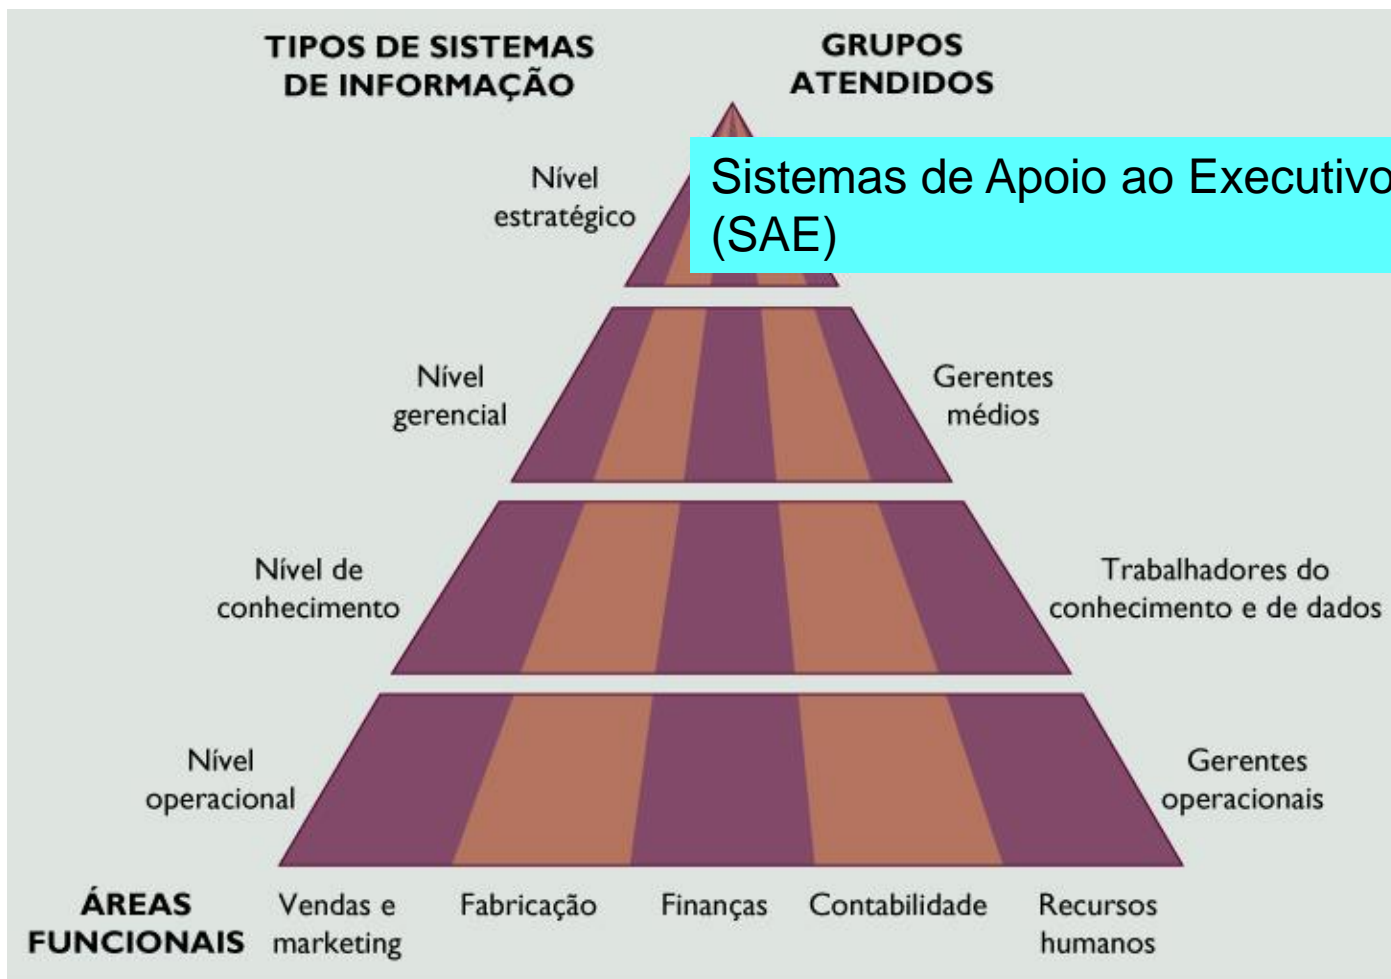 TIPOS DE SISTEMAS
DE INFORMAÇÃO
GRUPOS
ATENDIDOS
Nível
estratégico
Sistemas de Apoio ao Executivo
(SAE)
Nível
gerencial
Gerentes
médios
Nível de
conhecimento
Trabalhadores do
conhecimento e de dados
Nível
operacional
Gerentes
operacionais
ÁREAS
FUNCIONAIS
Vendas e
marketing
Fabricação
Finanças
Contabilidade
Recursos
humanos